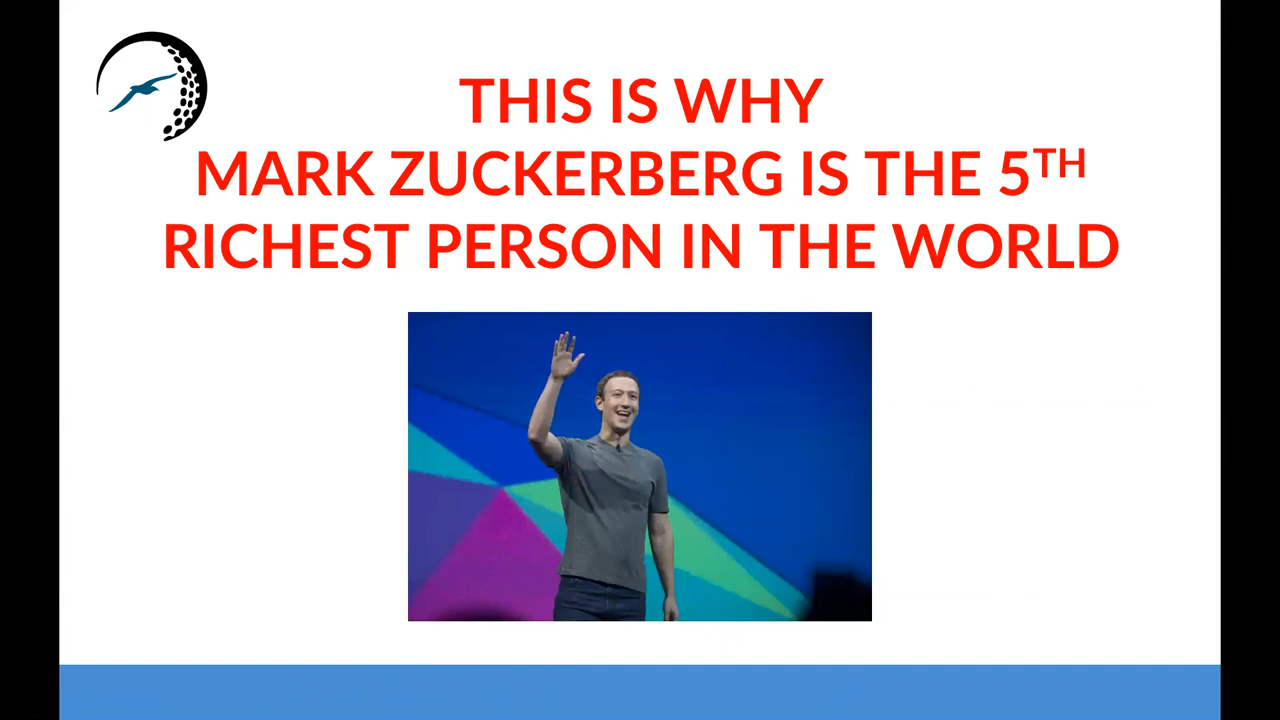 THIS IS WHY
MARK ZUCKERBERG IS THE 5TH
RICHEST PERSON IN THE WORLD